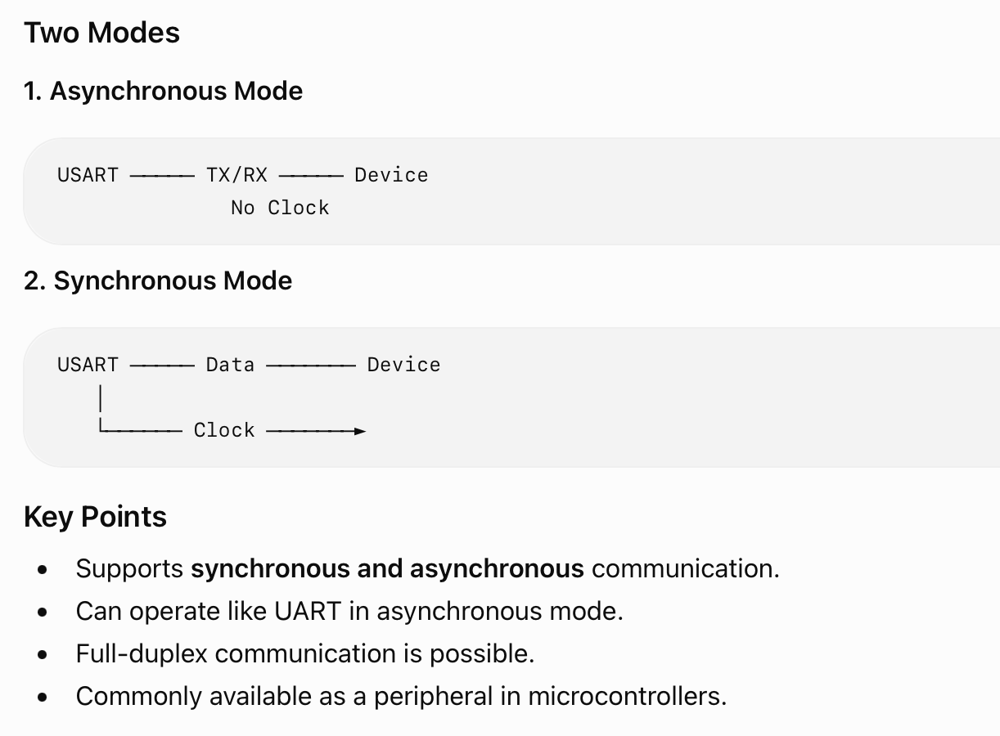 Two Modes
1. Asynchronous Mode
USART ───── TX/RX ───── Device
No Clock
2. Synchronous Mode
USART ───── Data ─────── Device
│
└────── Clock ───────►
Key Points
• Supports synchronous and asynchronous communication.
• Can operate like UART in asynchronous mode.
• Full-duplex communication is possible.
• Commonly available as a peripheral in microcontrollers.